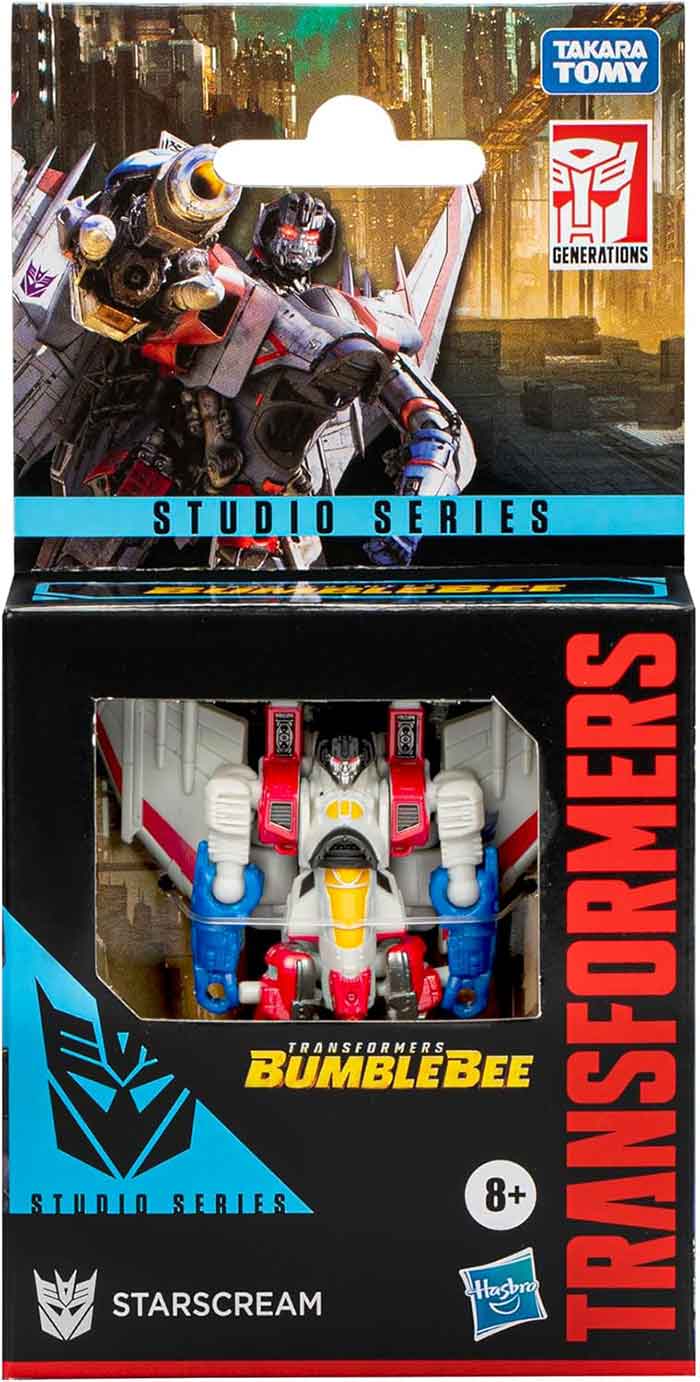 TAKARA
TOMY
GENERATIONS
STUDIO SERIES
BUMBLEBEE
TRANSFORMERS
TRANSFORMERS
BUMBLEBEE
STUDIO SERIES
8+
Hasbro
STARSCREAM